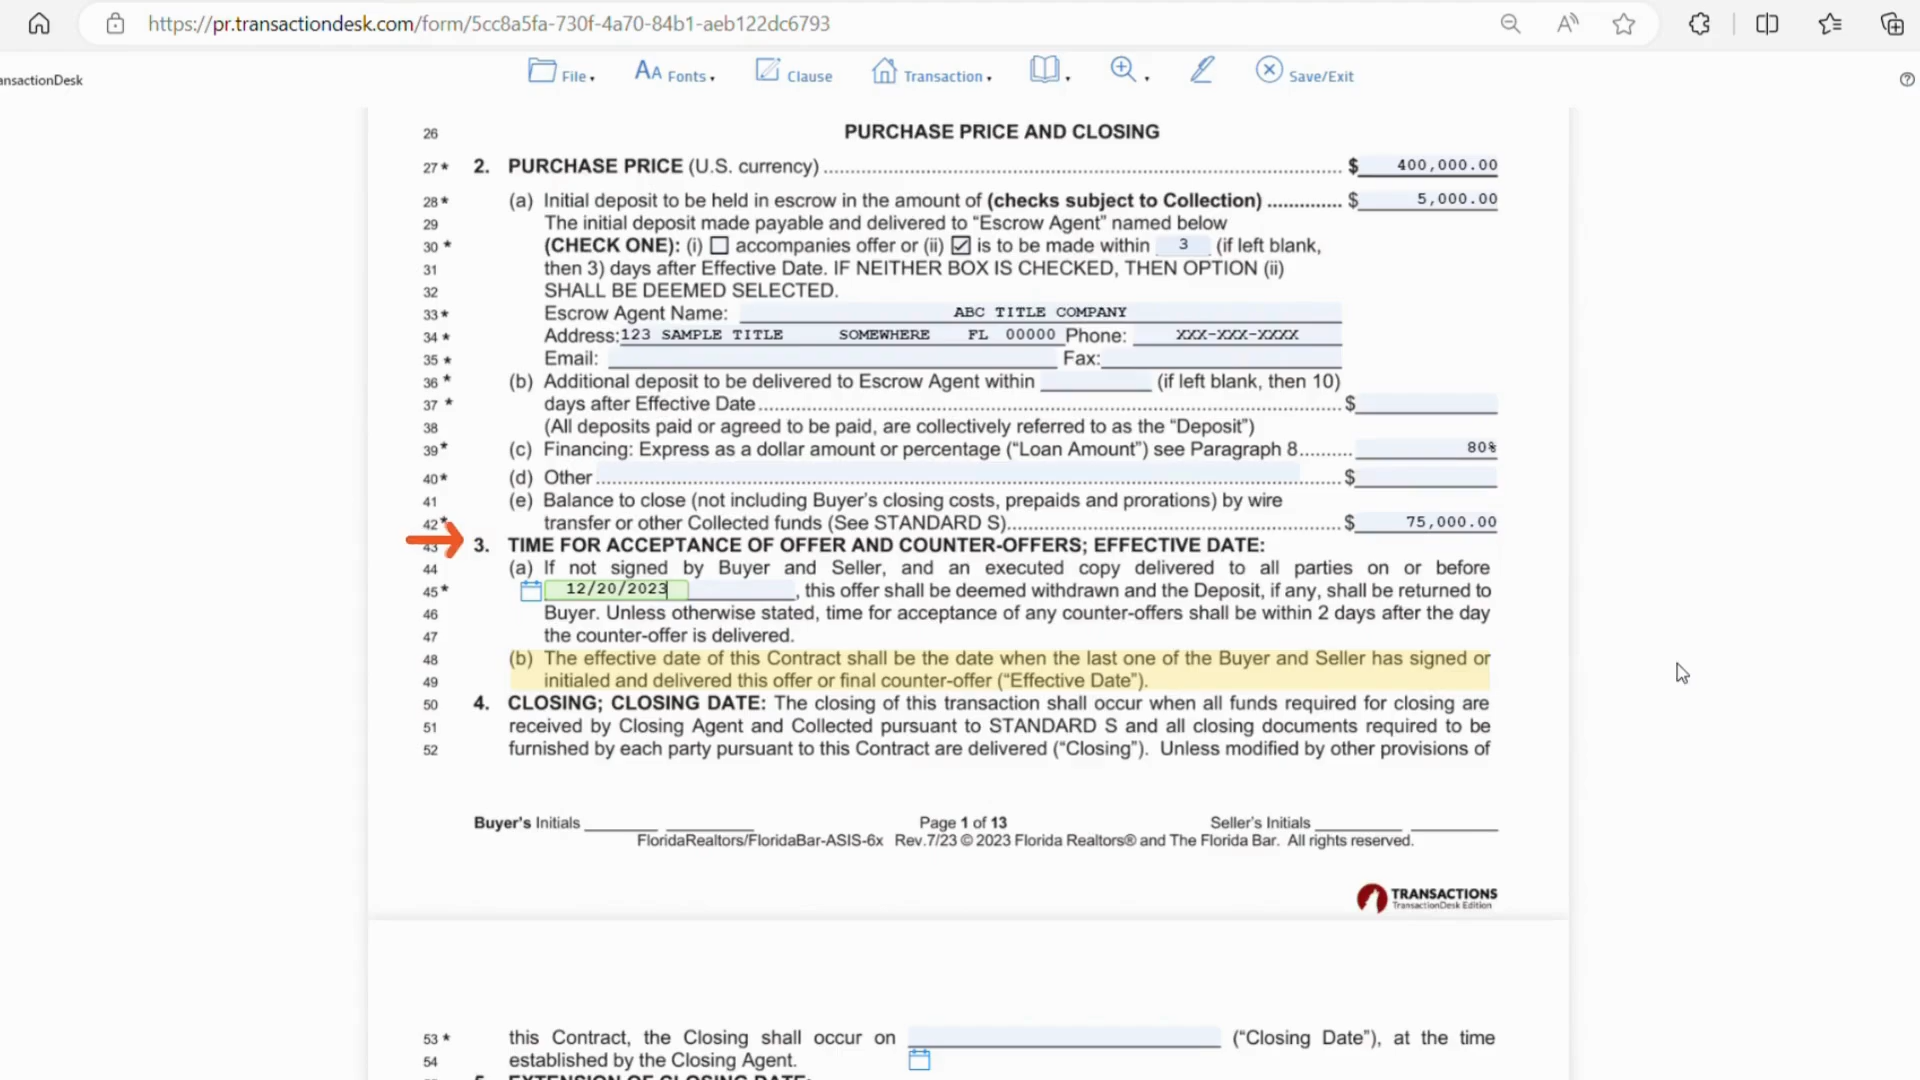 https://pr.transactiondesk.com/form/5cc8a5fa-730f-4a70-84b1-aeb122dc6793
ansactionDesk
File Fonts Clause Transaction Save/Exit
26 PURCHASE PRICE AND CLOSING
27* 2. PURCHASE PRICE (U.S. currency) $ 400,000.00
28* (a) Initial deposit to be held in escrow in the amount of (checks subject to Collection) $ 5,000.00
29 The initial deposit made payable and delivered to “Escrow Agent” named below
30* (CHECK ONE): (i) ☐ accompanies offer or (ii) ☑ is to be made within 3 (if left blank,
31 then 3) days after Effective Date. IF NEITHER BOX IS CHECKED, THEN OPTION (ii)
32 SHALL BE DEEMED SELECTED.
33* Escrow Agent Name: ABC TITLE COMPANY
34* Address: 123 SAMPLE TITLE SOMEWHERE FL 00000 Phone: XXX-XXX-XXXX
35* Email: Fax:
36* (b) Additional deposit to be delivered to Escrow Agent within (if left blank, then 10)
37* days after Effective Date $
38 (All deposits paid or agreed to be paid, are collectively referred to as the “Deposit”)
39* (c) Financing: Express as a dollar amount or percentage (“Loan Amount”) see Paragraph 8 80%
40* (d) Other $
41 (e) Balance to close (not including Buyer’s closing costs, prepaids and prorations) by wire
42* transfer or other Collected funds (See STANDARD S) $ 75,000.00
43 3. TIME FOR ACCEPTANCE OF OFFER AND COUNTER-OFFERS; EFFECTIVE DATE:
44 (a) If not signed by Buyer and Seller, and an executed copy delivered to all parties on or before
45* 12/20/2023 , this offer shall be deemed withdrawn and the Deposit, if any, shall be returned to
46 Buyer. Unless otherwise stated, time for acceptance of any counter-offers shall be within 2 days after the day
47 the counter-offer is delivered.
48 (b) The effective date of this Contract shall be the date when the last one of the Buyer and Seller has signed or
49 initialed and delivered this offer or final counter-offer (“Effective Date”).
50 4. CLOSING; CLOSING DATE: The closing of this transaction shall occur when all funds required for closing are
51 received by Closing Agent and Collected pursuant to STANDARD S and all closing documents required to be
52 furnished by each party pursuant to this Contract are delivered (“Closing”). Unless modified by other provisions of
Buyer’s Initials Page 1 of 13 Seller’s Initials
FloridaRealtors/FloridaBar-ASIS-6x Rev.7/23 © 2023 Florida Realtors® and The Florida Bar. All rights reserved.
TRANSACTIONS
TransactionDesk Edition
53* this Contract, the Closing shall occur on (“Closing Date”), at the time
54 established by the Closing Agent.
5. EXTENSION OF CLOSING DATE: